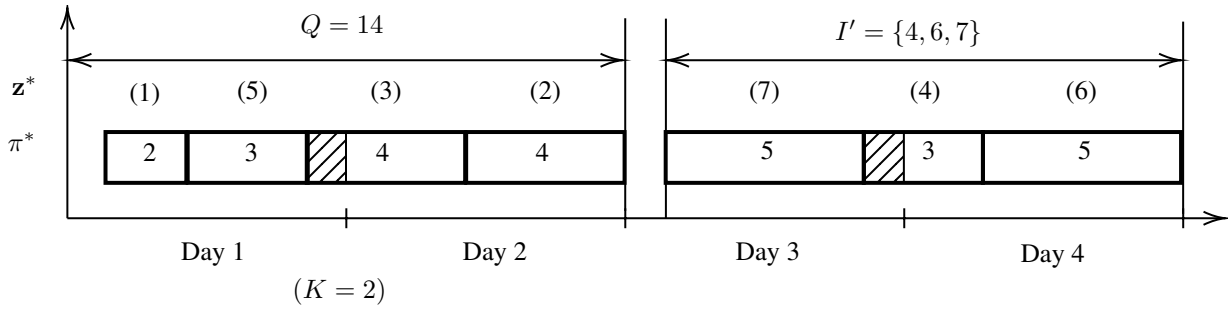 Q = 14 I′ = {4, 6, 7}
z* (1) (5) (3) (2) (7) (4) (6)
π* 2 3 4 4 5 3 5
Day 1 Day 2 Day 3 Day 4
(K = 2)